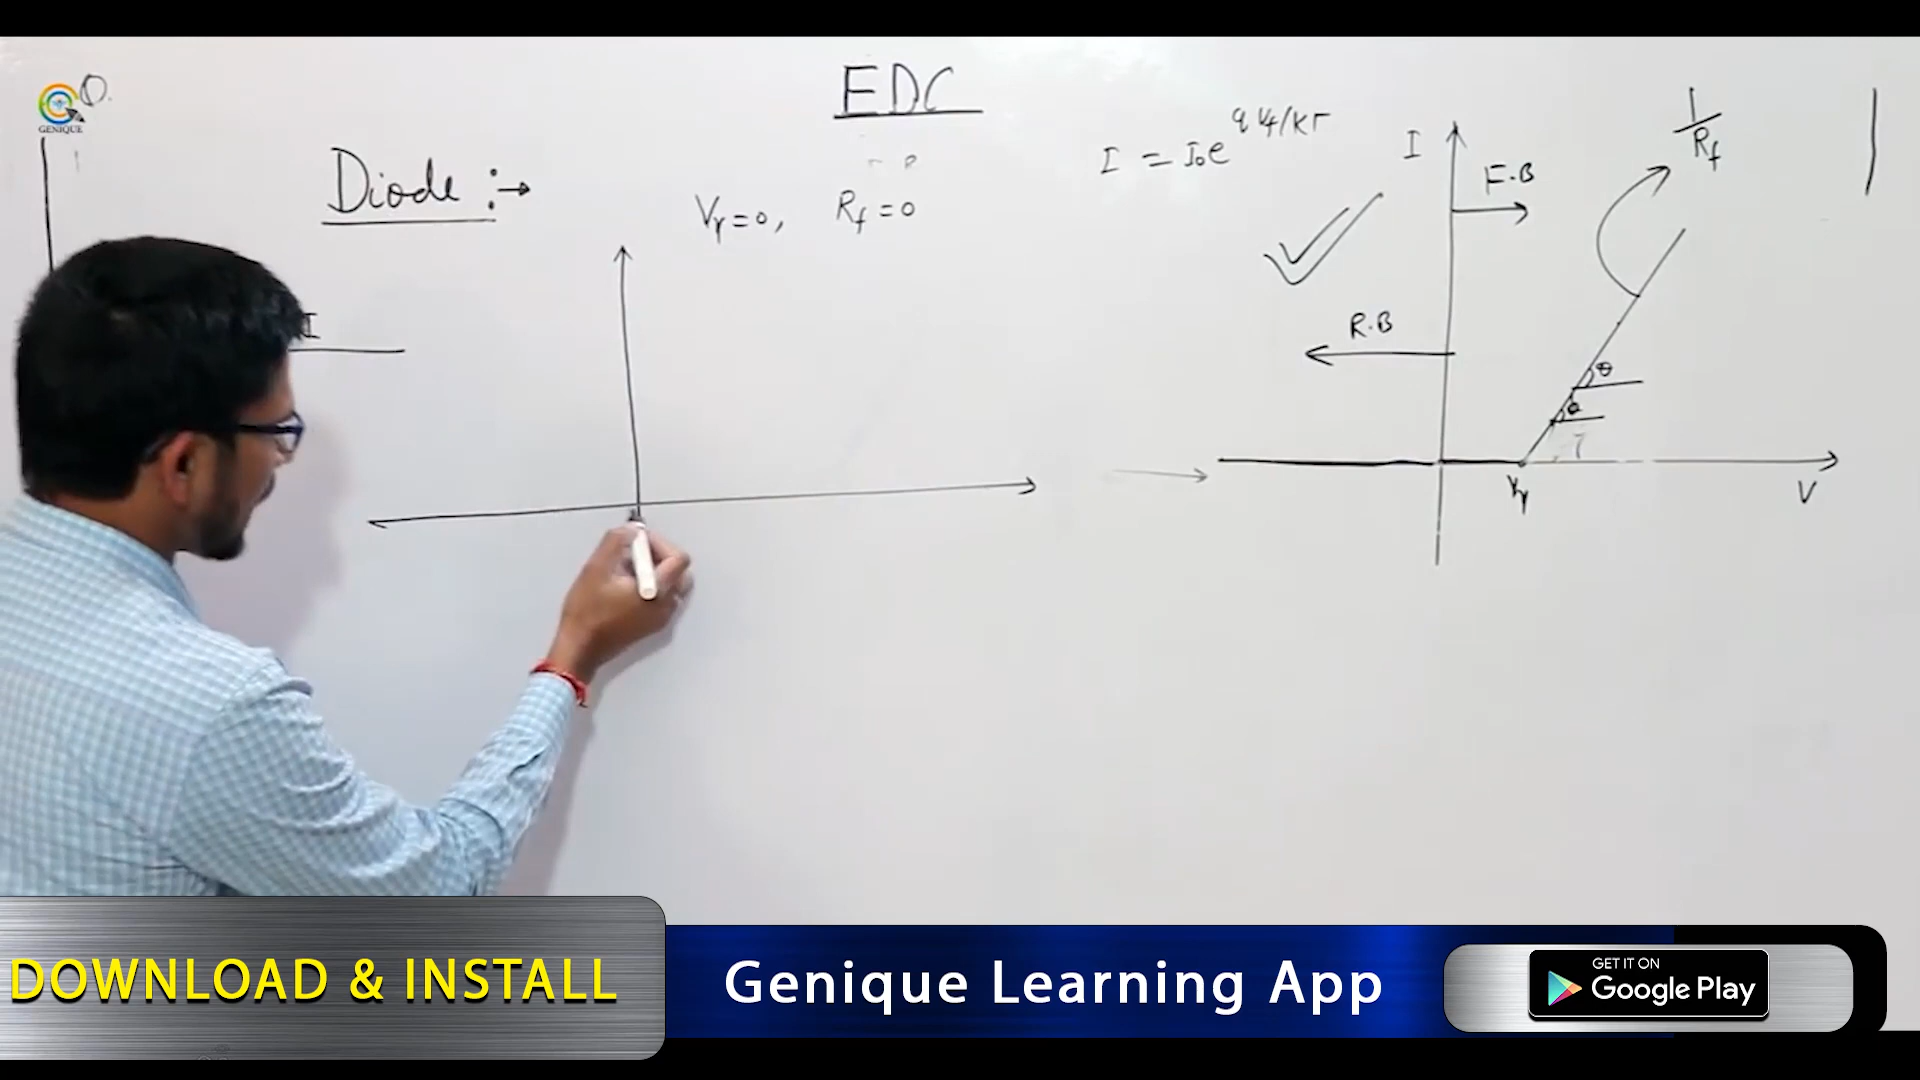 GENIQUE
EDC
Diode :→
Vγ = 0, Rf = 0
I
I = I₀e^qVf/KT
I
F.B
1/Rf
R.B
θ
θ
Vγ
V
DOWNLOAD & INSTALL
Genique Learning App
GET IT ON
Google Play